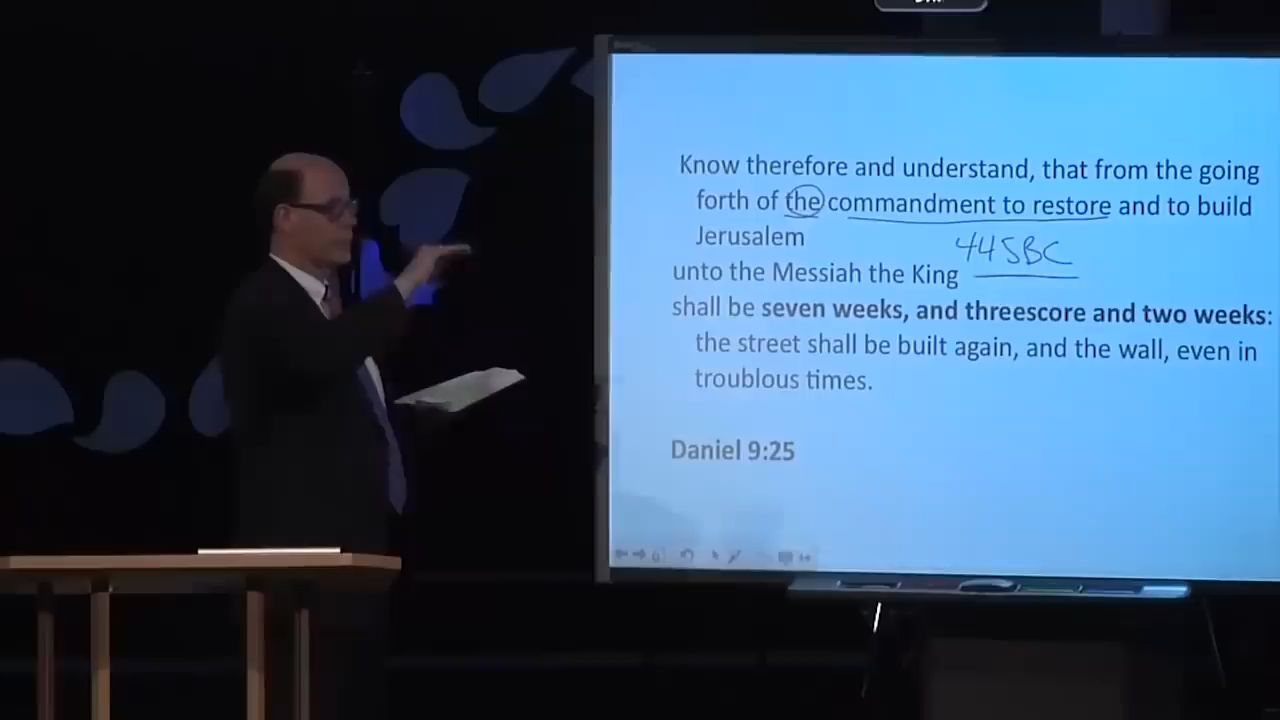 Know therefore and understand, that from the going
forth of the commandment to restore and to build
Jerusalem
445BC
unto the Messiah the King
shall be seven weeks, and threescore and two weeks:
the street shall be built again, and the wall, even in
troublous times.
Daniel 9:25